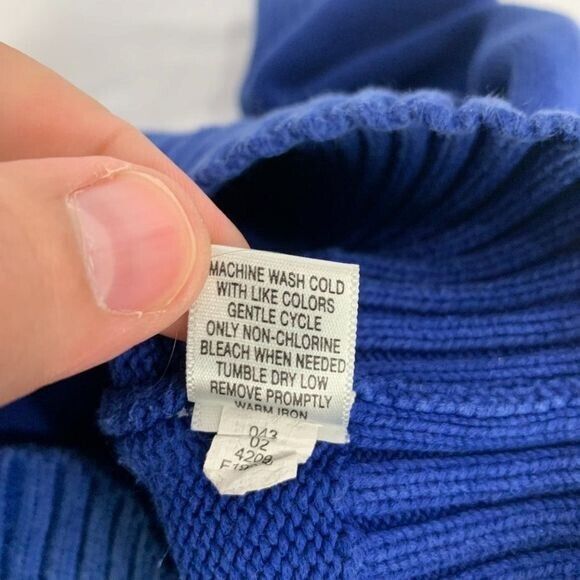 MACHINE WASH COLD
WITH LIKE COLORS
GENTLE CYCLE
ONLY NON-CHLORINE
BLEACH WHEN NEEDED
TUMBLE DRY LOW
REMOVE PROMPTLY
WARM IRON
043
02
4209